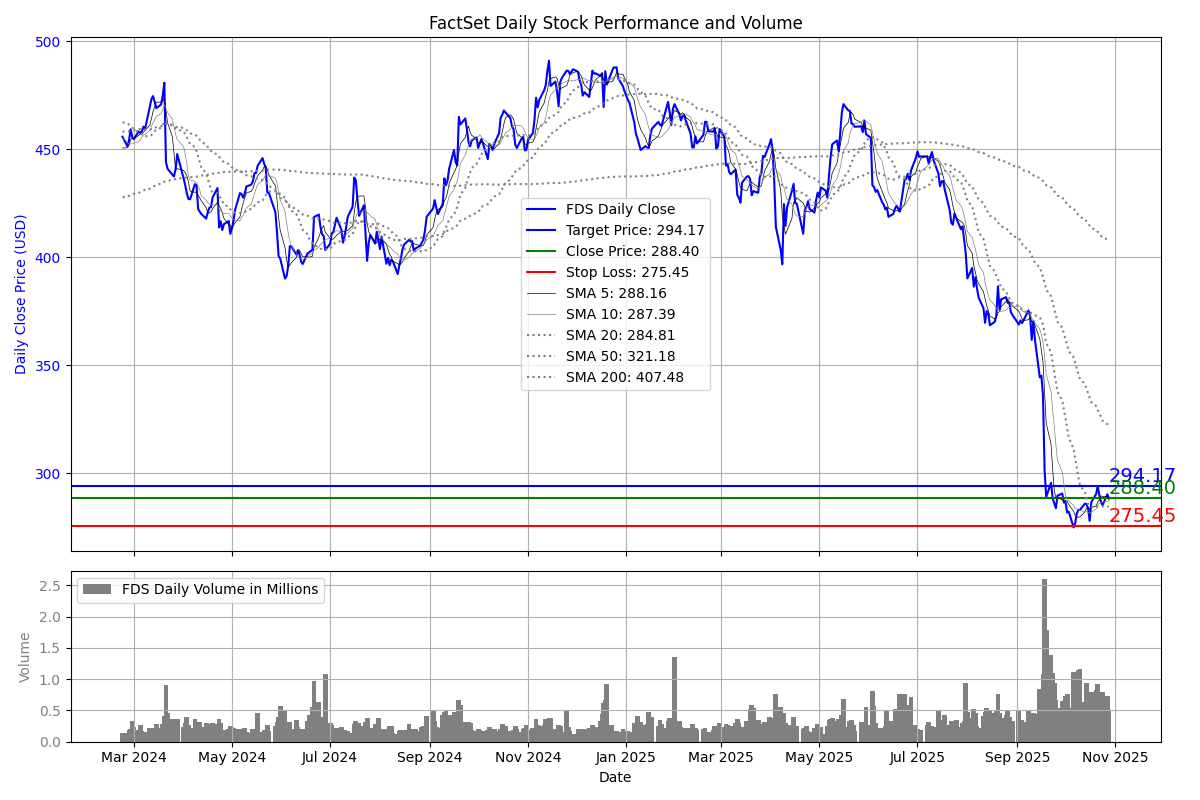 FactSet Daily Stock Performance and Volume
500
450
400
350
300
Daily Close Price (USD)
FDS Daily Close
Target Price: 294.17
Close Price: 288.40
Stop Loss: 275.45
SMA 5: 288.16
SMA 10: 287.39
SMA 20: 284.81
SMA 50: 321.18
SMA 200: 407.48
294.17
288.40
275.45
2.5
2.0
1.5
1.0
0.5
0.0
Volume
FDS Daily Volume in Millions
Mar 2024 May 2024 Jul 2024 Sep 2024 Nov 2024 Jan 2025 Mar 2025 May 2025 Jul 2025 Sep 2025 Nov 2025
Date